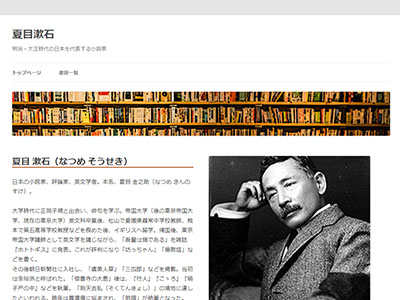 夏目漱石
明治・大正時代の日本を代表する小説家
トップページ 書籍一覧
夏目 漱石（なつめ そうせき）
日本の小説家、評論家、英文学者。本名、夏目 金之助（なつめ きんの
すけ）。
大学時代に正岡子規と出会い、俳句を学ぶ。帝国大学（後の東京帝国大
学、現在の東京大学）英文科卒業後、松山で愛媛県尋常中学校教師、熊
本で第五高等学校教授などを務めた後、イギリスへ留学。帰国後、東京
帝国大学講師として英文学を講じながら、「吾輩は猫である」を雑誌
『ホトトギス』に発表。これが評判になり「坊っちゃん」「倫敦塔」な
どを書く。
その後朝日新聞社に入社し、「虞美人草」「三四郎」などを掲載。当初
は余裕派と呼ばれた。「修善寺の大患」後は、『行人』『こゝろ』『硝
子戸の中』などを執筆。「則天去私（そくてんきょし）」の境地に達し
たといわれる。晩年は胃潰瘍に悩まされ、「明暗」が絶筆となった。